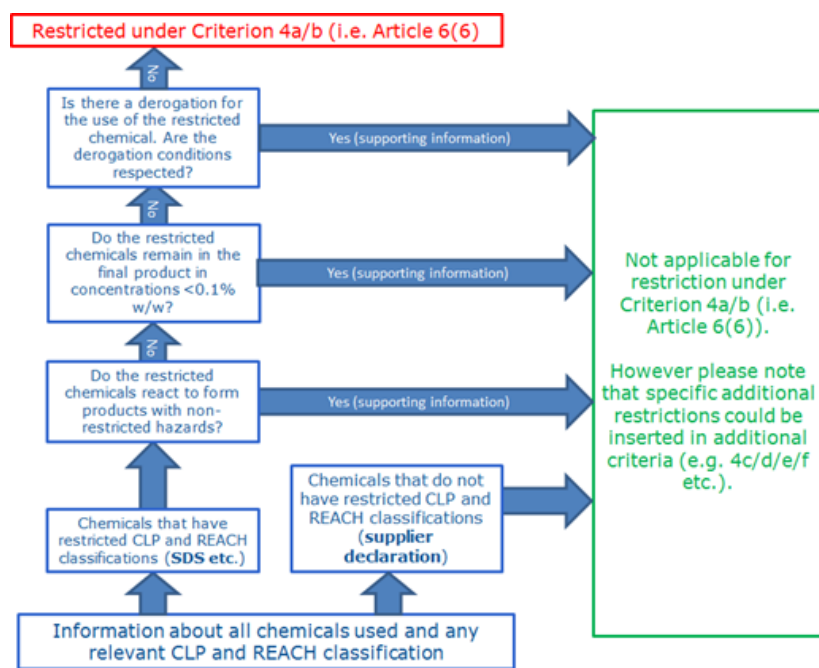 Restricted under Criterion 4a/b (i.e. Article 6(6)
No
Is there a derogation for
the use of the restricted
chemical. Are the
derogation conditions
respected?
Yes (supporting information)
No
Do the restricted
chemicals remain in the
final product in
concentrations <0.1%
w/w?
Yes (supporting information)
No
Do the restricted
chemicals react to form
products with non-
restricted hazards?
Yes (supporting information)
Chemicals that have
restricted CLP and REACH
classifications (SDS etc.)
Chemicals that do not
have restricted CLP and
REACH classifications
(supplier
declaration)
Information about all chemicals used and any
relevant CLP and REACH classification
Not applicable for
restriction under
Criterion 4a/b (i.e.
Article 6(6)).
However please note
that specific additional
restrictions could be
inserted in additional
criteria (e.g. 4c/d/e/f
etc.).